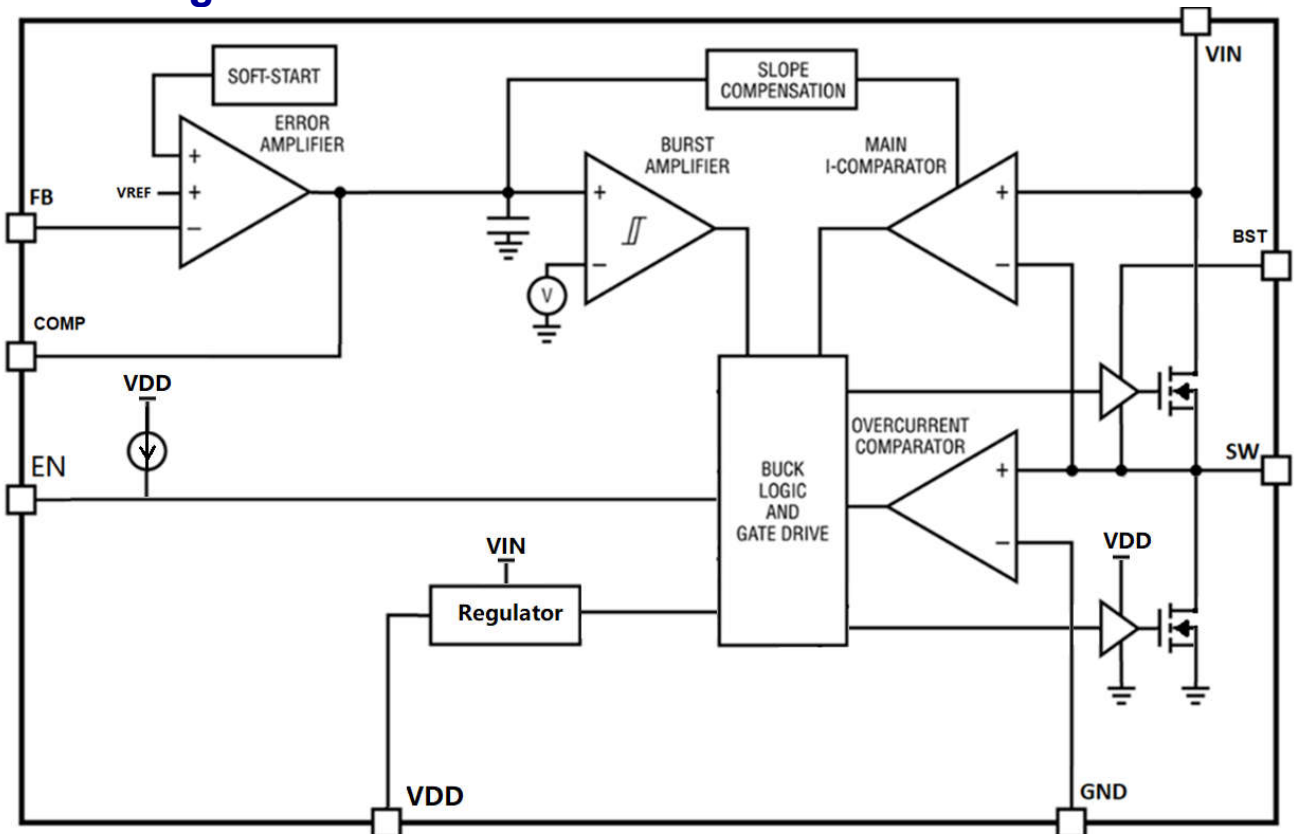 VIN
SOFT-START
SLOPE
COMPENSATION
ERROR
AMPLIFIER
BURST
AMPLIFIER
MAIN
I-COMPARATOR
+
VREF
+
−
FB
+
−
V
+
−
BST
COMP
VDD
OVERCURRENT
COMPARATOR
SW
EN
BUCK
LOGIC
AND
GATE DRIVE
+
−
VIN
VDD
Regulator
VDD
GND